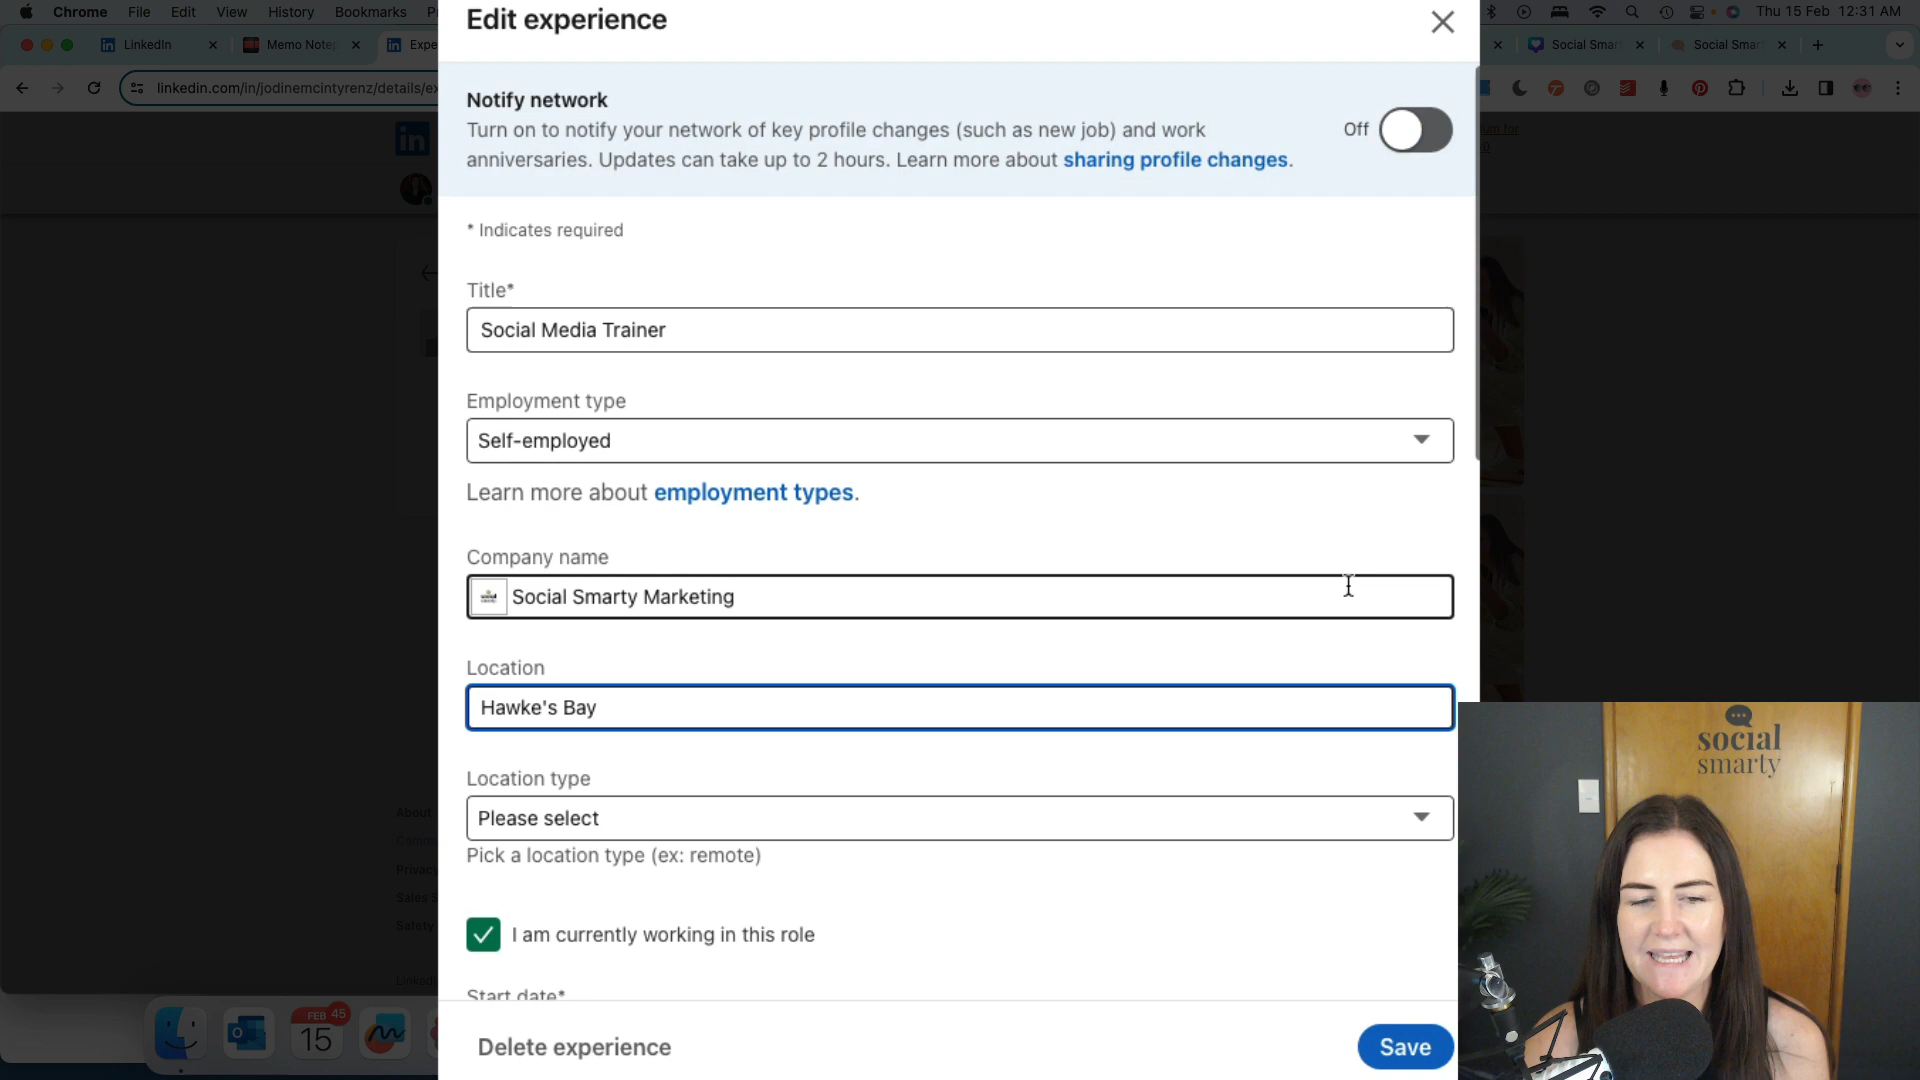 Chrome File Edit View History Bookmarks
Thu 15 Feb 12:31 AM
LinkedIn
Memo Note
Expe
Social Smar
Social Smar
linkedin.com/in/jodinemcintyrenz/details/ex
Edit experience
Notify network
Turn on to notify your network of key profile changes (such as new job) and work
anniversaries. Updates can take up to 2 hours. Learn more about sharing profile changes.
Off
* Indicates required
Title*
Social Media Trainer
Employment type
Self-employed
Learn more about employment types.
Company name
Social Smarty Marketing
Location
Hawke's Bay
Location type
Please select
Pick a location type (ex: remote)
I am currently working in this role
Start date*
Delete experience
Save
About
Privacy
Sales S
Safety
LinkedI
FEB
45
15
social
smarty